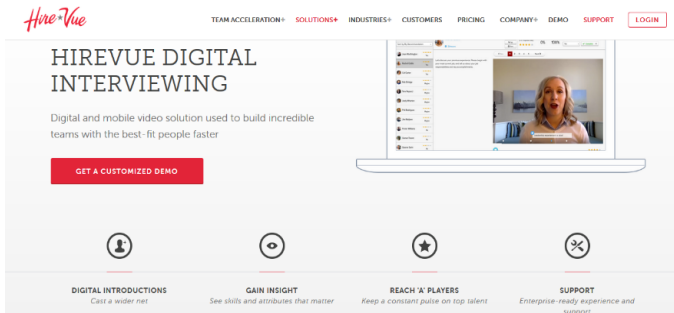 Hire Vue
TEAM ACCELERATION+ SOLUTIONS+ INDUSTRIES+ CUSTOMERS PRICING COMPANY+ DEMO SUPPORT LOGIN
HIREVUE DIGITAL
INTERVIEWING
Digital and mobile video solution used to build incredible
teams with the best-fit people faster
GET A CUSTOMIZED DEMO
DIGITAL INTRODUCTIONS
Cast a wider net
GAIN INSIGHT
See skills and attributes that matter
REACH 'A' PLAYERS
Keep a constant pulse on top talent
SUPPORT
Enterprise-ready experience and
support